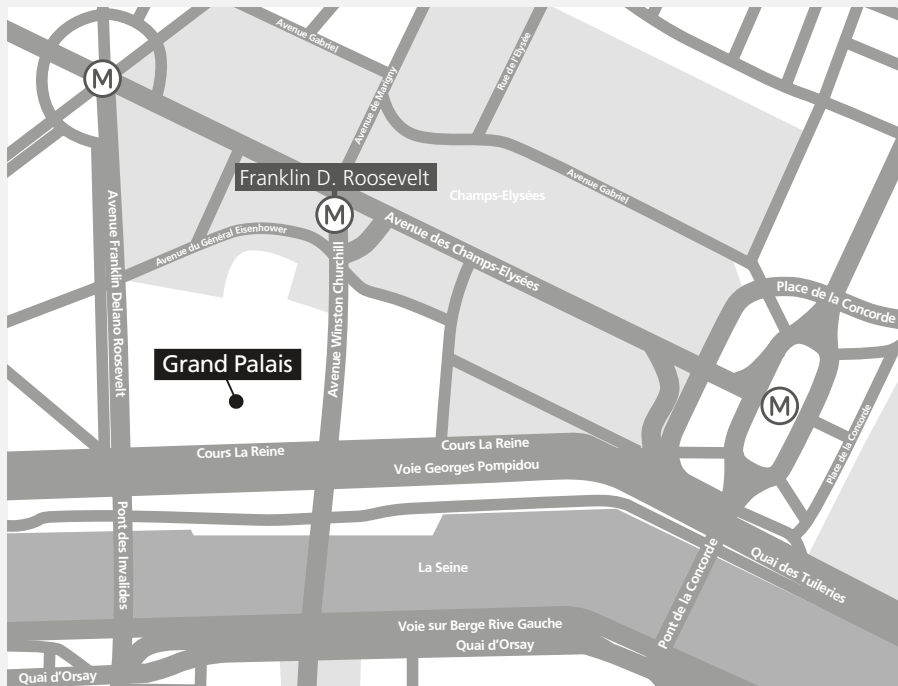 Avenue Gabriel
Rue de l'Elysée
M
Avenue de Marigny
Franklin D. Roosevelt
Champs-Elysées
Avenue Gabriel
M
Avenue Franklin Delano Roosevelt
Avenue du Général Eisenhower
Avenue des Champs-Elysées
Avenue Winston Churchill
Place de la Concorde
Grand Palais
M
Place de la Concorde
Cours La Reine
Cours La Reine
Voie Georges Pompidou
Pont des Invalides
La Seine
Pont de la Concorde
Quai des Tuileries
Voie sur Berge Rive Gauche
Quai d'Orsay
Quai d'Orsay